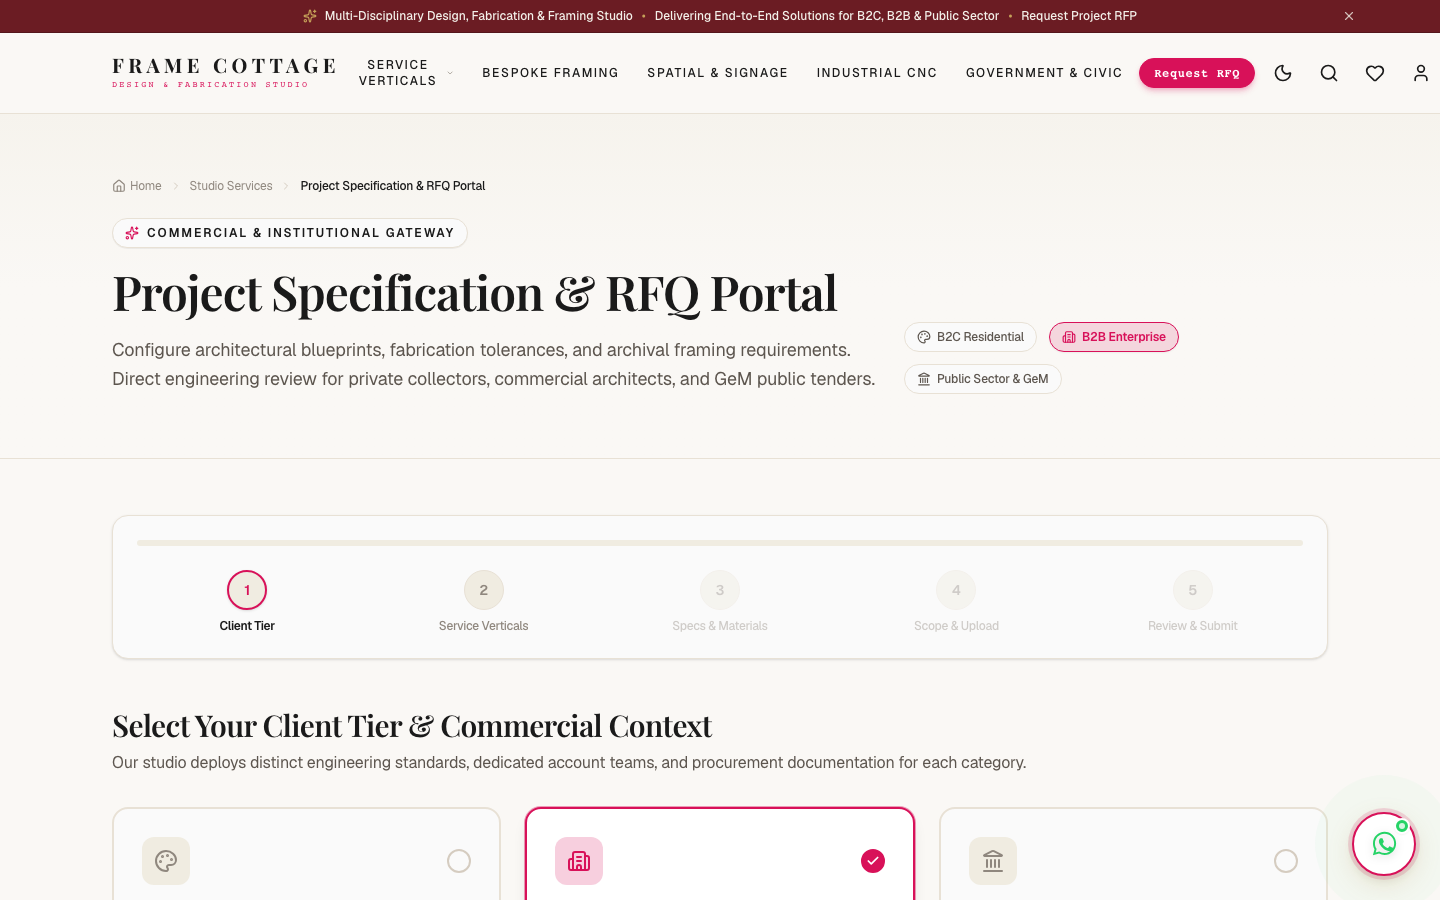 Multi-Disciplinary Design, Fabrication & Framing Studio • Delivering End-to-End Solutions for B2C, B2B & Public Sector • Request Project RFP
FRAME COTTAGE
DESIGN & FABRICATION STUDIO
SERVICE
VERTICALS
BESPOKE FRAMING
SPATIAL & SIGNAGE
INDUSTRIAL CNC
GOVERNMENT & CIVIC
Request RFQ
Home
Studio Services
Project Specification & RFQ Portal
COMMERCIAL & INSTITUTIONAL GATEWAY
Project Specification & RFQ Portal
Configure architectural blueprints, fabrication tolerances, and archival framing requirements.
Direct engineering review for private collectors, commercial architects, and GeM public tenders.
B2C Residential
B2B Enterprise
Public Sector & GeM
1
2
3
4
5
Client Tier
Service Verticals
Specs & Materials
Scope & Upload
Review & Submit
Select Your Client Tier & Commercial Context
Our studio deploys distinct engineering standards, dedicated account teams, and procurement documentation for each category.